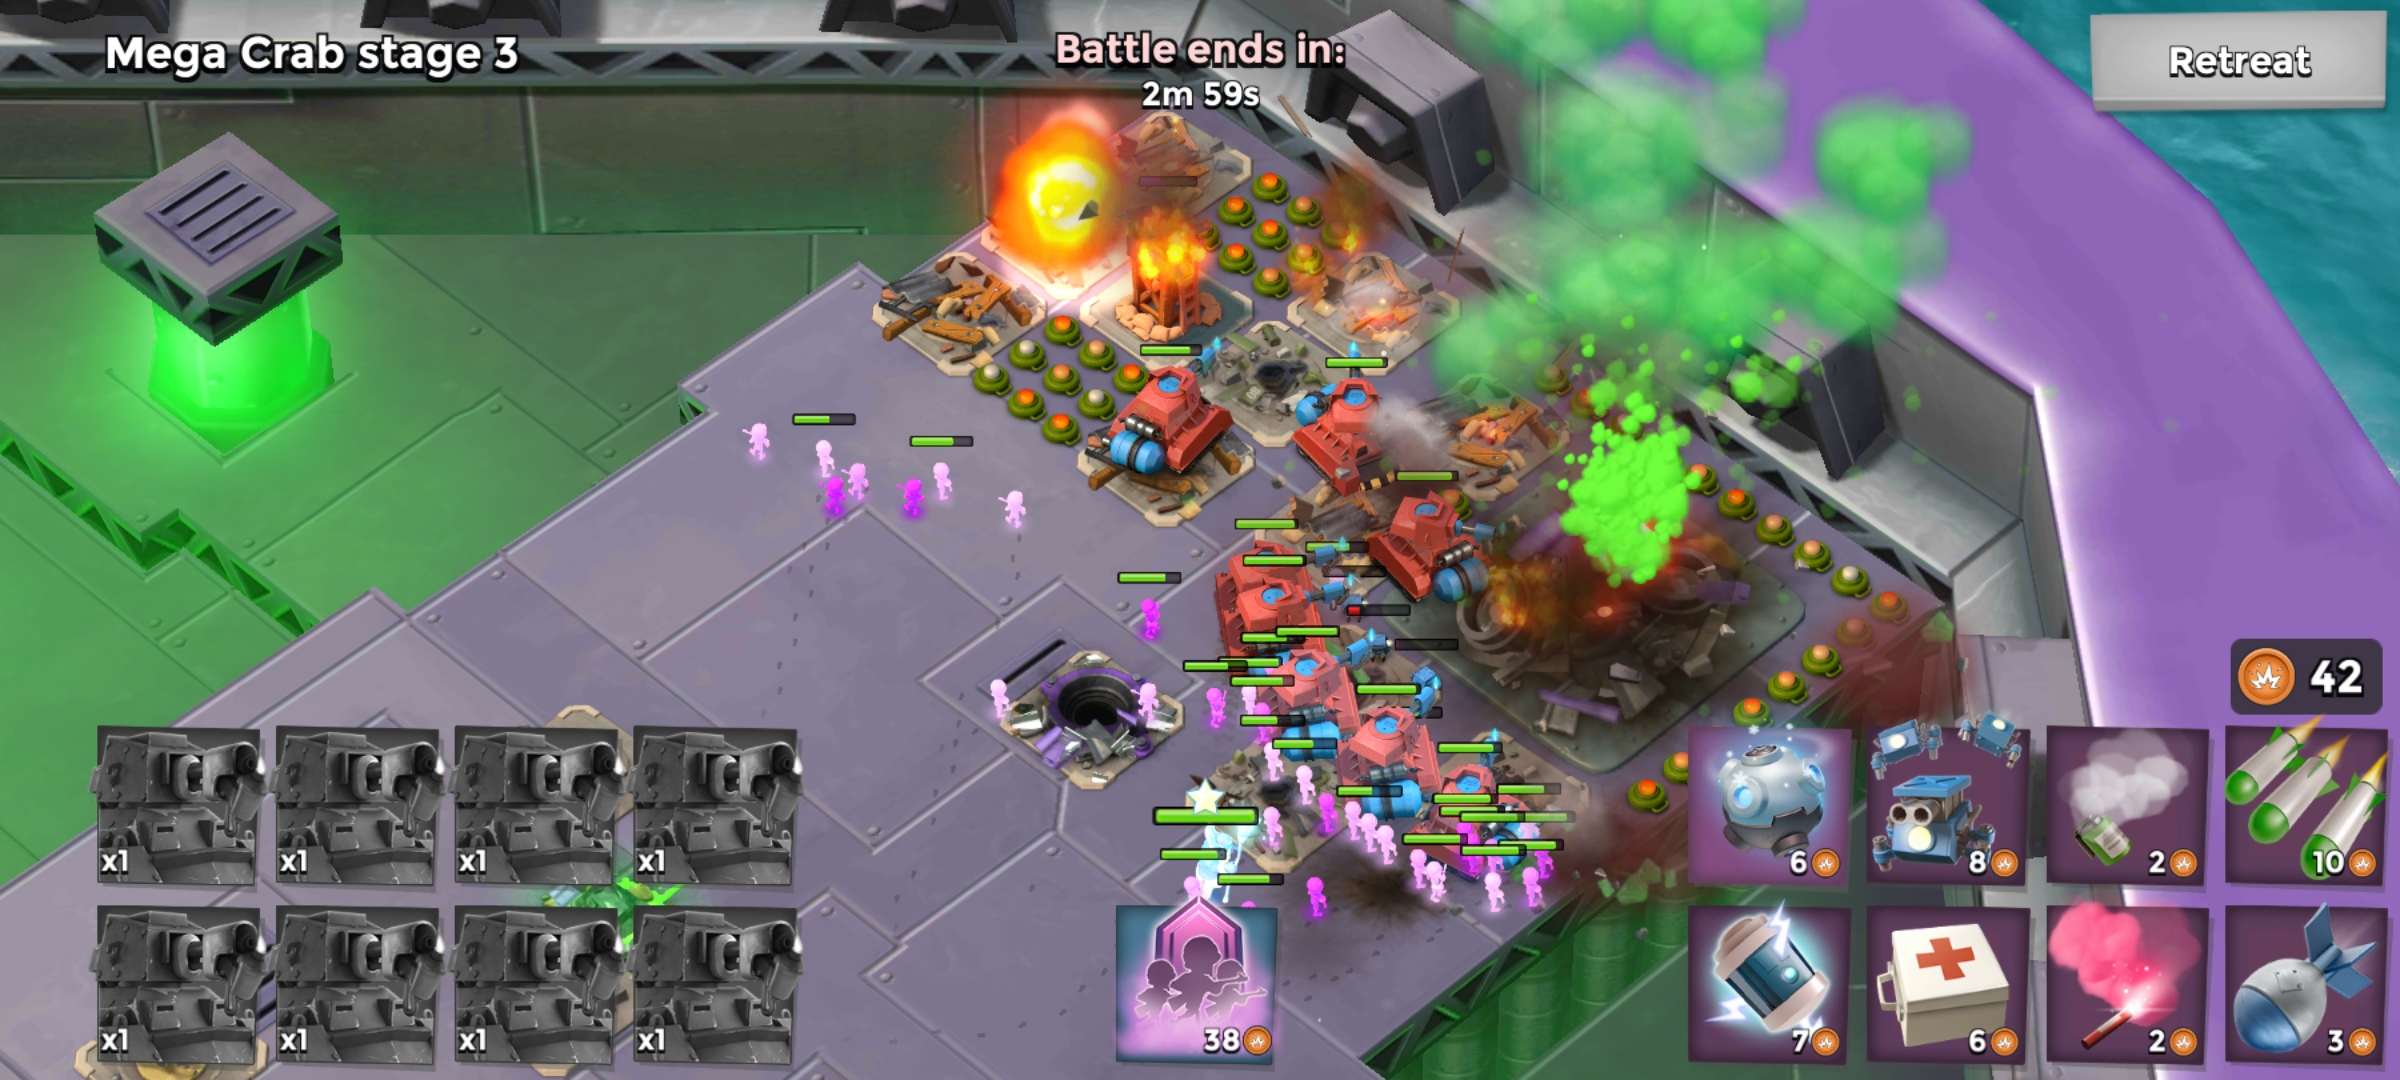 Mega Crab stage 3
Battle ends in:
2m 59s
Retreat
42
x1 x1 x1 x1
6 8 2 10
x1 x1 x1 x1
38
7 6 2 3